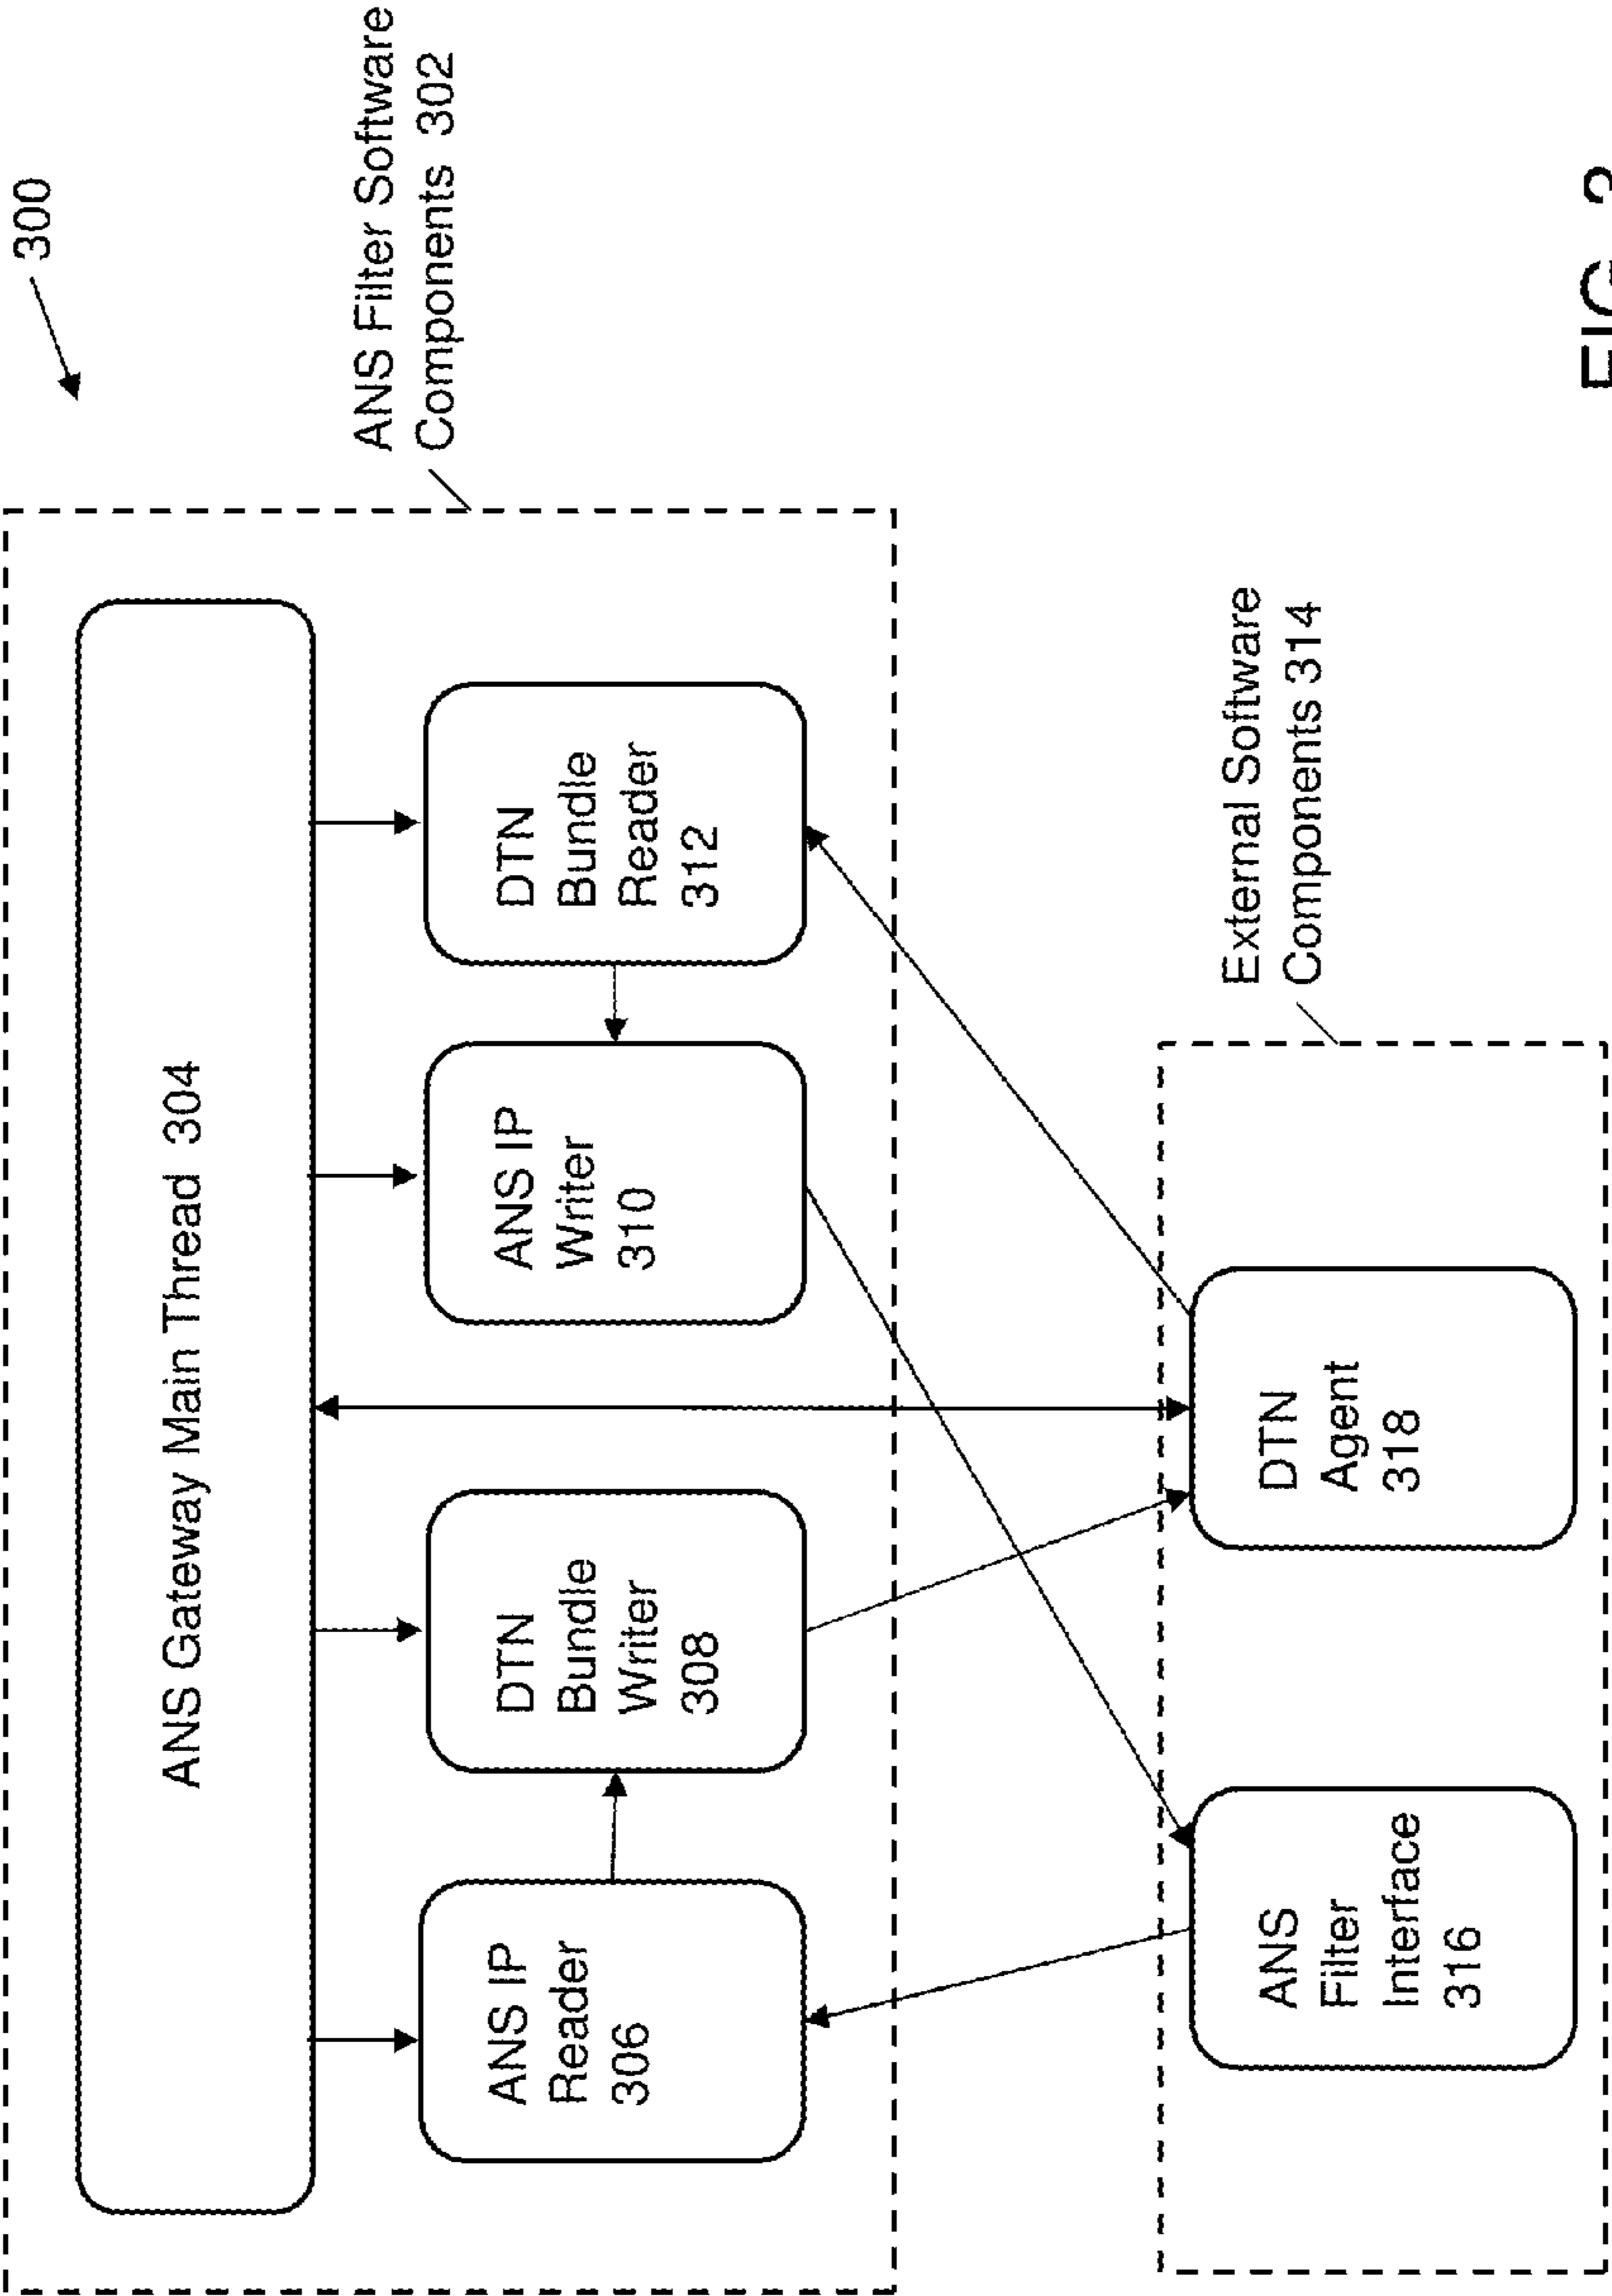 300
ANS Filter Software
Components 302
ANS Gateway Main Thread 304
ANS IP
Reader
306
DTN
Bundle
Writer
308
ANS IP
Writer
310
DTN
Bundle
Reader
312
External Software
Components 314
ANS
Filter
Interface
316
DTN
Agent
318
FIG. 3